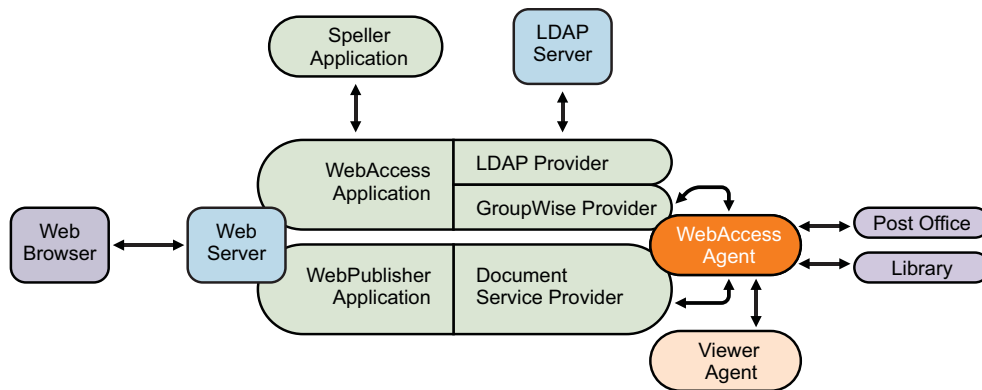 Speller
Application
LDAP
Server
WebAccess
Application
LDAP Provider
GroupWise Provider
Web
Browser
Web
Server
WebAccess
Agent
Post Office
Library
WebPublisher
Application
Document
Service Provider
Viewer
Agent